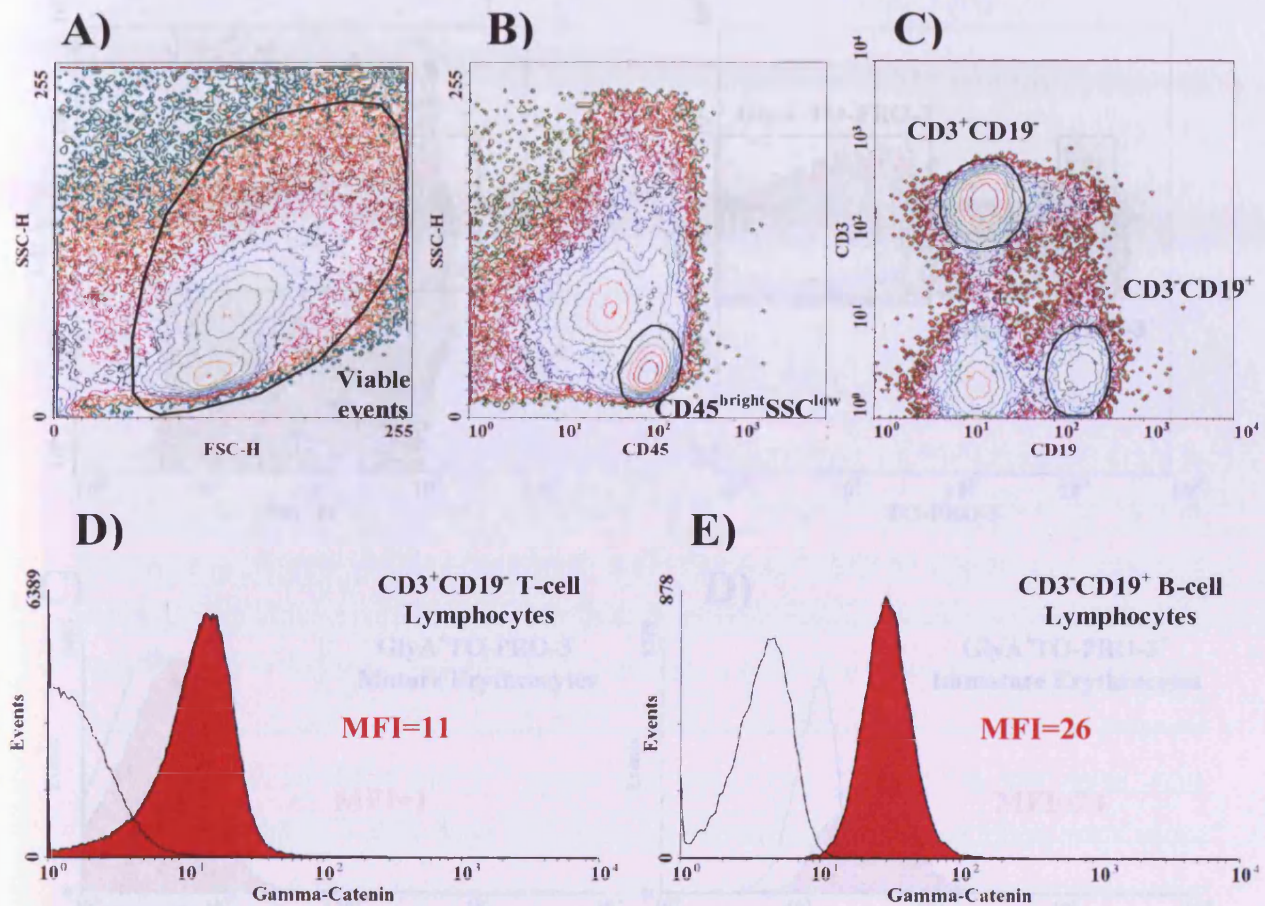 A)
255
SSC-H
0
Viable
events
FSC-H
255
B)
255
SSC-H
0
CD45brightSSClow
10⁰
10¹
10²
10³
CD45
C)
10⁴
10³
10²
10¹
10⁰
CD3
CD3⁺CD19⁻
CD3⁻CD19⁺
10⁰
10¹
10²
10³
10⁴
CD19
D)
6389
Events
0
CD3⁺CD19⁻ T-cell
Lymphocytes
MFI=11
10⁰
10¹
10²
10³
10⁴
Gamma-Catenin
E)
878
Events
0
CD3⁻CD19⁺ B-cell
Lymphocytes
MFI=26
10⁰
10¹
10²
10³
10⁴
Gamma-Catenin